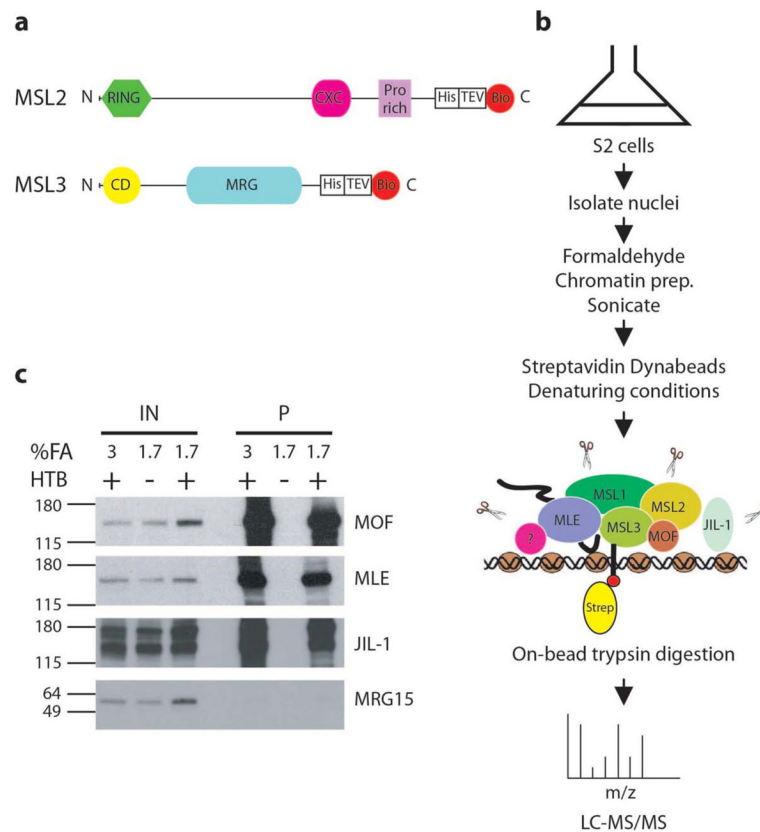 a
MSL2 N RING CXC Pro rich His TEV Bio C
MSL3 N CD MRG His TEV Bio C
b
S2 cells
Isolate nuclei
Formaldehyde
Chromatin prep.
Sonicate
Streptavidin Dynabeads
Denaturing conditions
MSL1
MSL2
MLE
MSL3
MOF
JIL-1
?
Strep
On-bead trypsin digestion
m/z
LC-MS/MS
c
IN P
%FA 3 1.7 1.7 3 1.7 1.7
HTB + - + + - +
180
115
MOF
180
115
MLE
180
115
JIL-1
64
49
MRG15